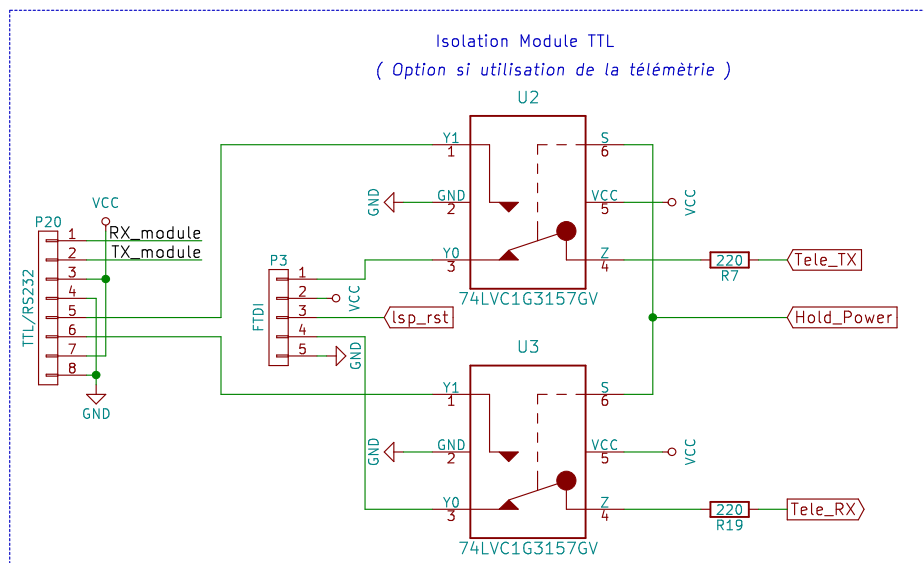 Isolation Module TTL
( Option si utilisation de la télémètrie )
U2
Y1
1
GND
2
Y0
3
S
6
VCC
5
Z
4
GND
VCC
74LVC1G3157GV
P20
TTL/RS232
1
2
3
4
5
6
7
8
VCC
RX_module
TX_module
GND
P3
FTDI
1
2
3
4
5
VCC
GND
Isp_rst
220
R7
Tele_TX
Hold_Power
U3
Y1
1
GND
2
Y0
3
S
6
VCC
5
Z
4
GND
VCC
74LVC1G3157GV
220
R19
Tele_RX